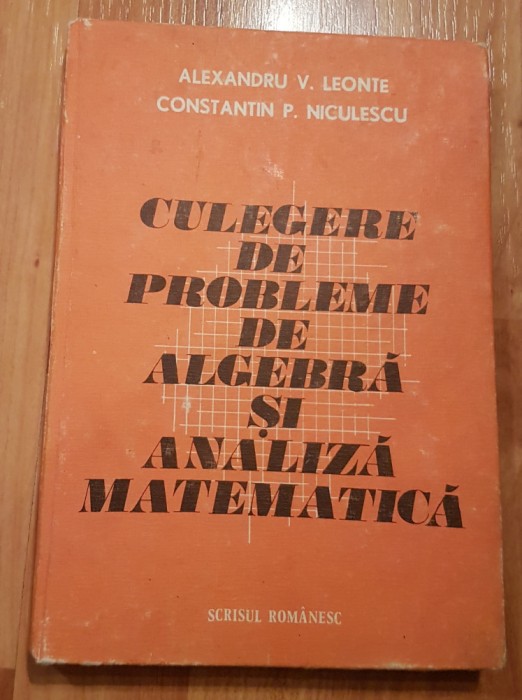 ALEXANDRU V. LEONTE
CONSTANTIN P. NICULESCU
CULEGERE
DE
PROBLEME
DE
ALGEBRĂ
ȘI
ANALIZĂ
MATEMATICĂ
SCRISUL ROMÂNESC